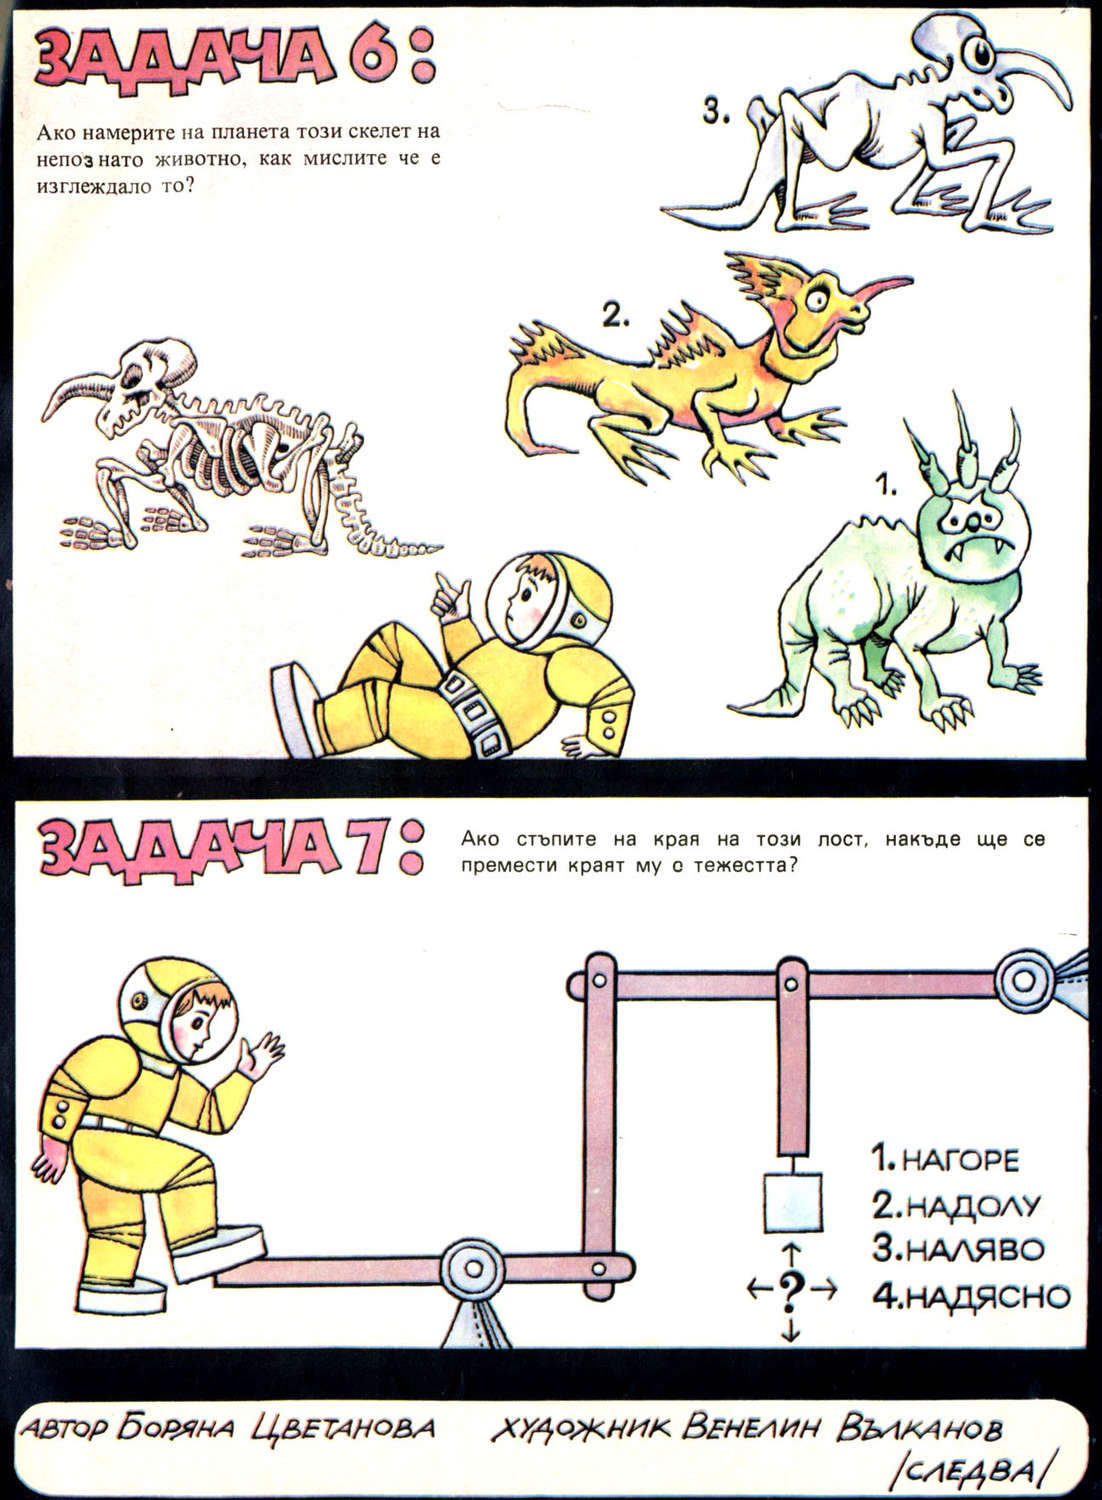 ЗАДАЧА 6:
Ако намерите на планета този скелет на
непознато животно, как мислите че е
изглеждало то?
3.
2.
1.
ЗАДАЧА 7:
Ако стъпите на края на този лост, накъде ще се
премести краят му с тежестта?
1. НАГОРЕ
2. НАДОЛУ
3. НАЛЯВО
4. НАДЯСНО
?
АВТОР БОРЯНА ЦВЕТАНОВА ХУДОЖНИК ВЕНЕЛИН ВЪЛКАНОВ
/СЛЕДВА/